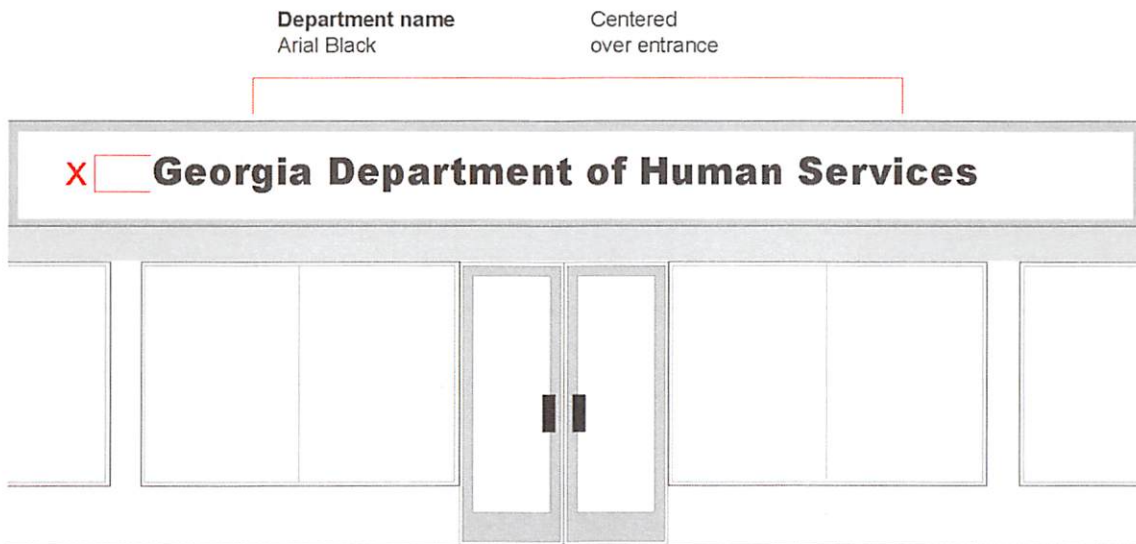 Department name
Arial Black
Centered
over entrance
X
Georgia Department of Human Services